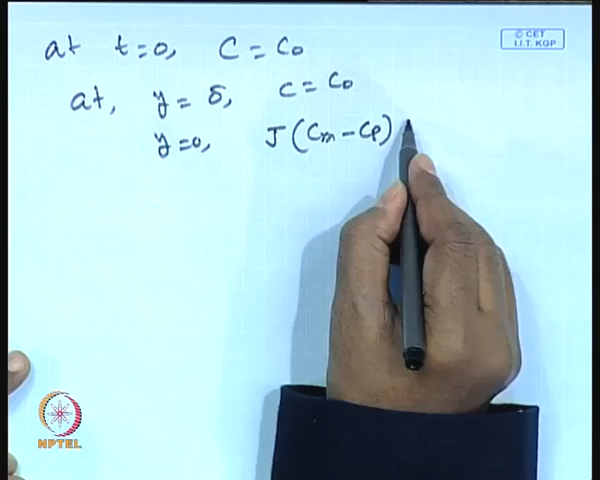 at t=0, C = C₀
at, y = δ, C = C₀
y=0, J(Cm - Cp)
© CET
I.I.T. KGP
NPTEL